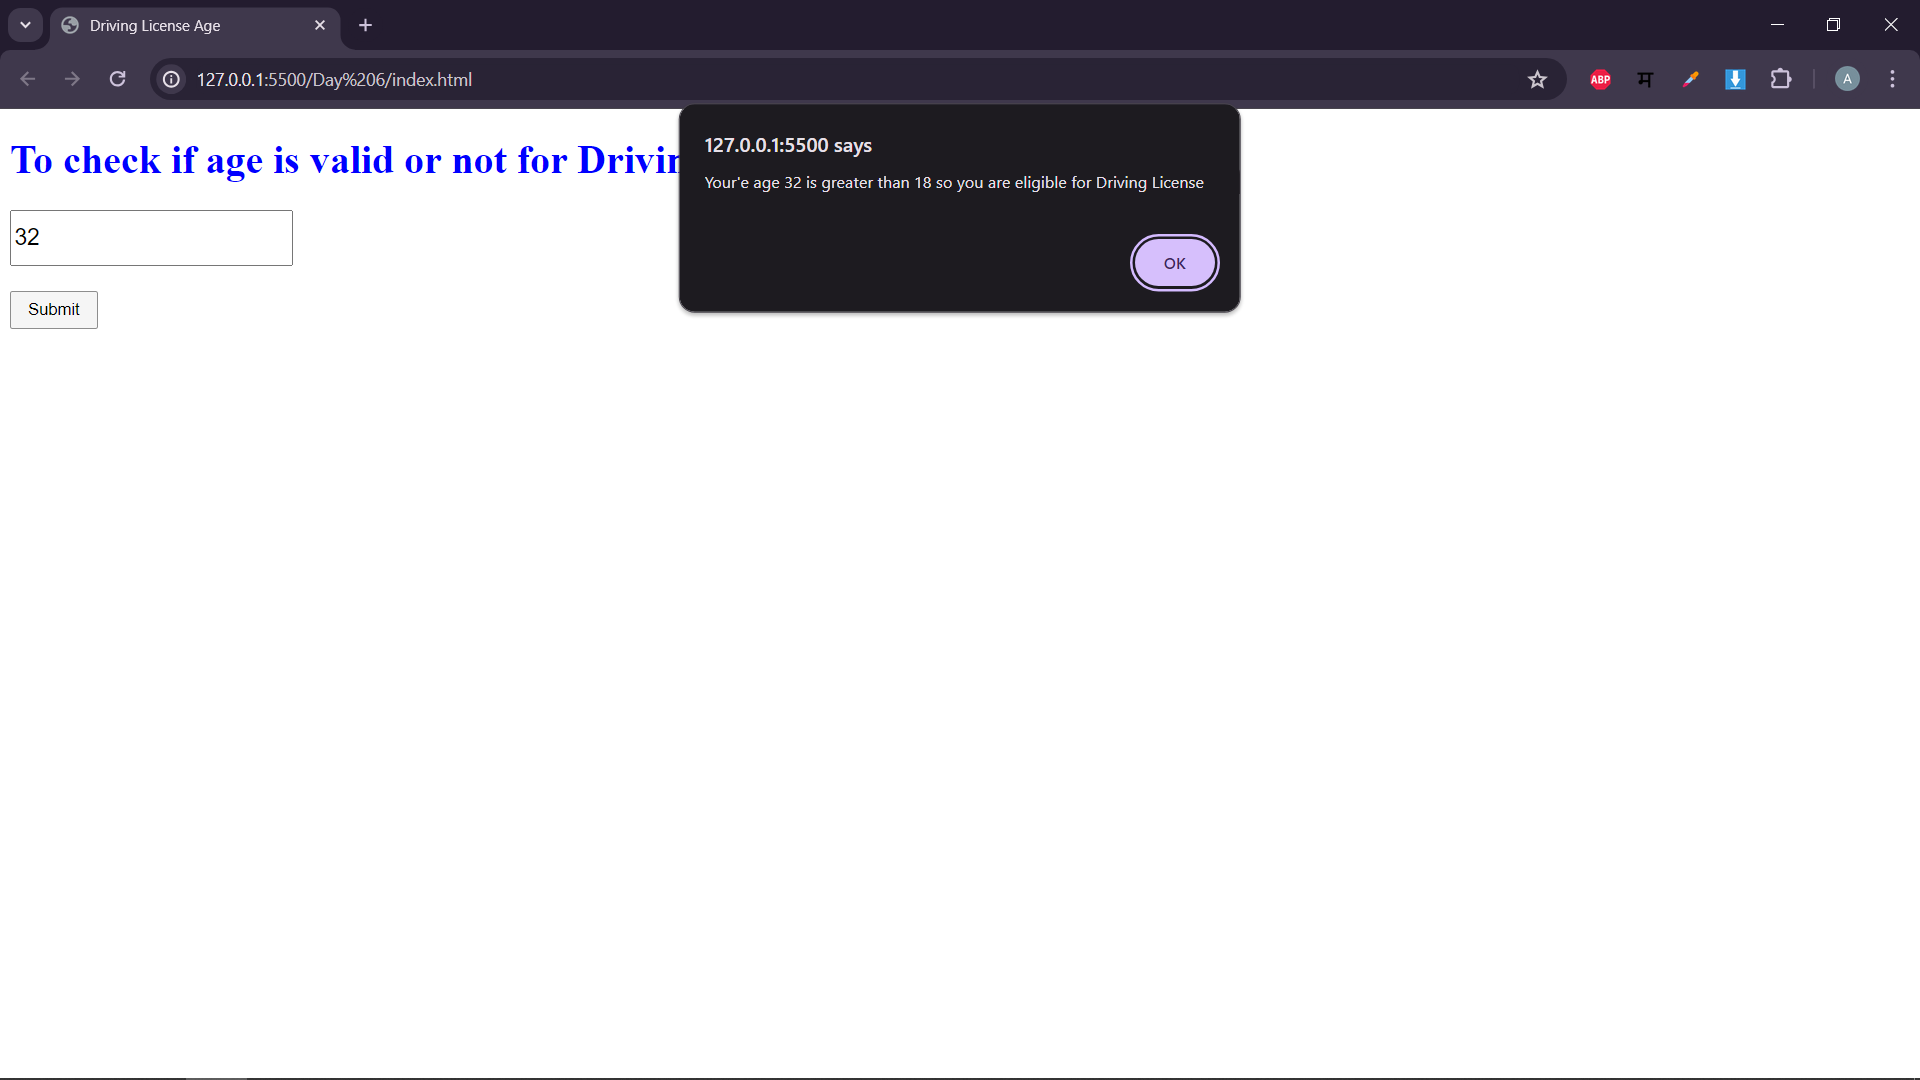 Driving License Age
127.0.0.1:5500/Day%206/index.html
ABP
म
A
127.0.0.1:5500 says
Your'e age 32 is greater than 18 so you are eligible for Driving License
OK
To check if age is valid or not for
32
Submit